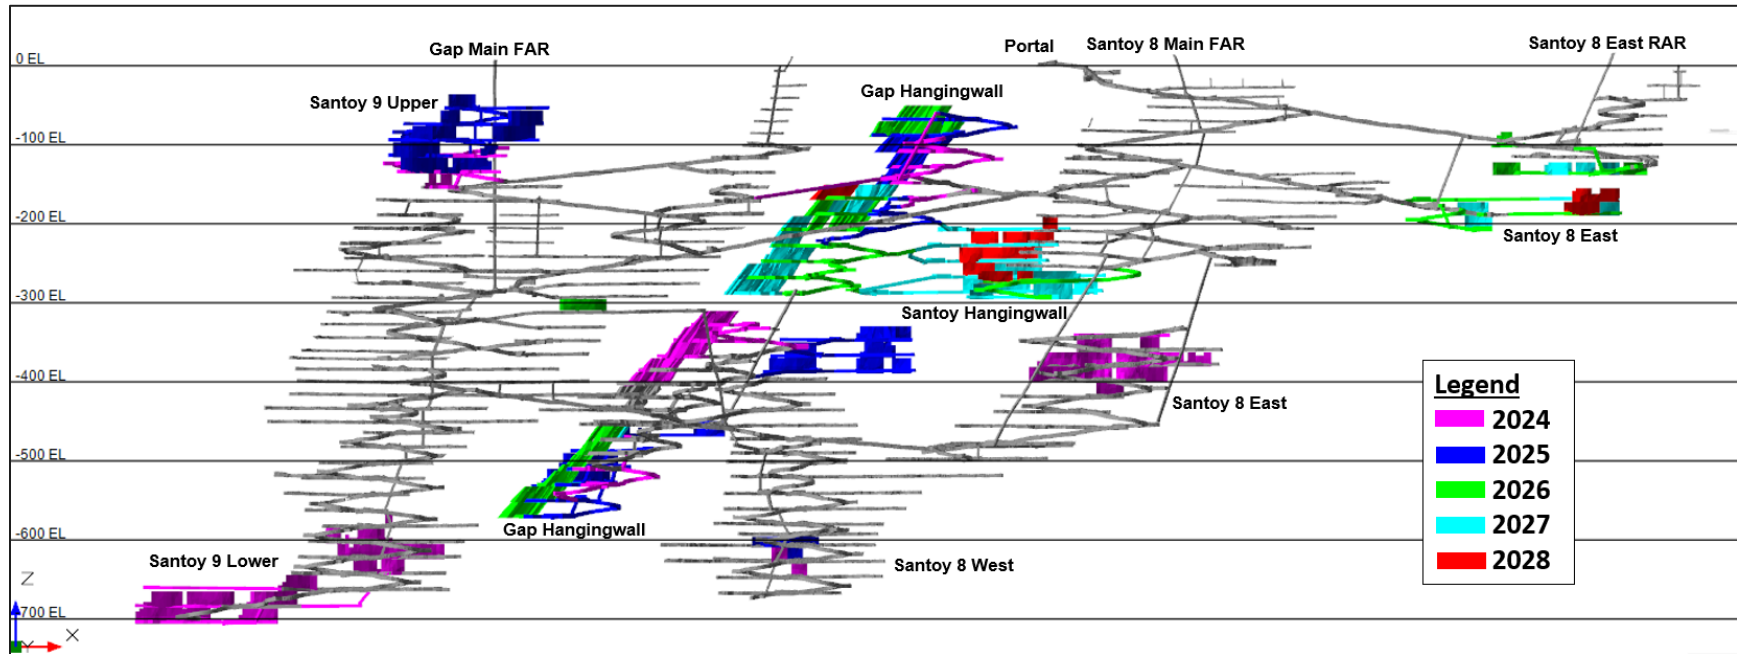 Gap Main FAR
Portal
Santoy 8 Main FAR
Santoy 8 East RAR
0 EL
Santoy 9 Upper
Gap Hangingwall
-100 EL
-200 EL
Santoy 8 East
-300 EL
Santoy Hangingwall
-400 EL
Santoy 8 East
Legend
2024
2025
2026
2027
2028
-500 EL
Gap Hangingwall
-600 EL
Santoy 9 Lower
Santoy 8 West
Z
-700 EL
X
Y